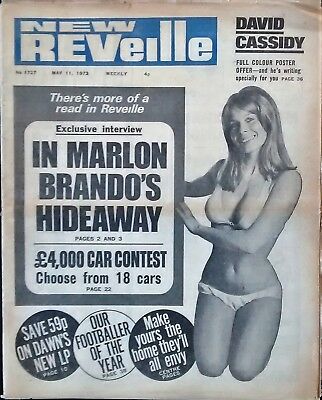 NEW
REVeille
No 1727 MAY 11, 1973 WEEKLY 4p
DAVID
CASSIDY
FULL COLOUR POSTER
OFFER—and he's writing
specially for you PAGE 36
There's more of a
read in Reveille
Exclusive interview
IN MARLON
BRANDO'S
HIDEAWAY
PAGES 2 AND 3
£4,000 CAR CONTEST
Choose from 18 cars
PAGE 22
SAVE 59p
ON DAWN'S
NEW LP
PAGE 10
OUR
FOOTBALLER
OF THE
YEAR
PAGE 38
Make
yours the
home they'll
all envy
CENTRE
PAGES